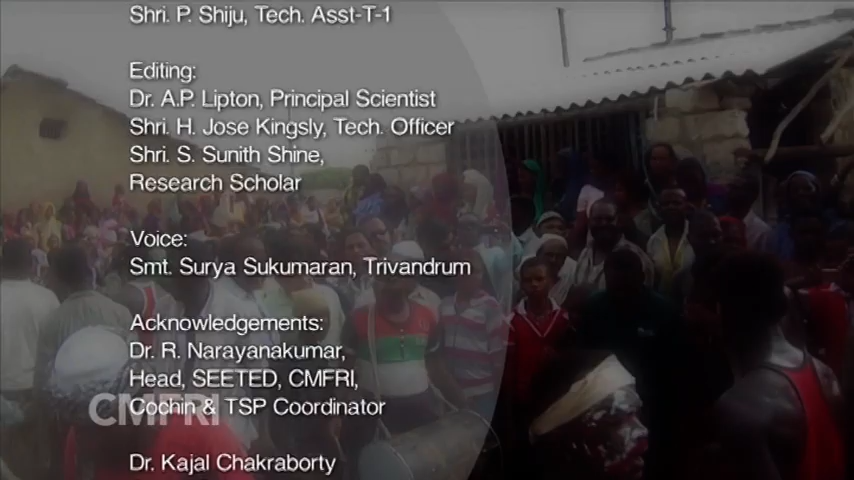 Shri. P. Shiju, Tech. Asst-T-1
Editing:
Dr. A.P. Lipton, Principal Scientist
Shri. H. Jose Kingsly, Tech. Officer
Shri. S. Sunith Shine,
Research Scholar
Voice:
Smt. Surya Sukumaran, Trivandrum
Acknowledgements:
Dr. R. Narayanakumar,
Head, SEETED, CMFRI,
Cochin & TSP Coordinator
CMFRI
Dr. Kajal Chakraborty